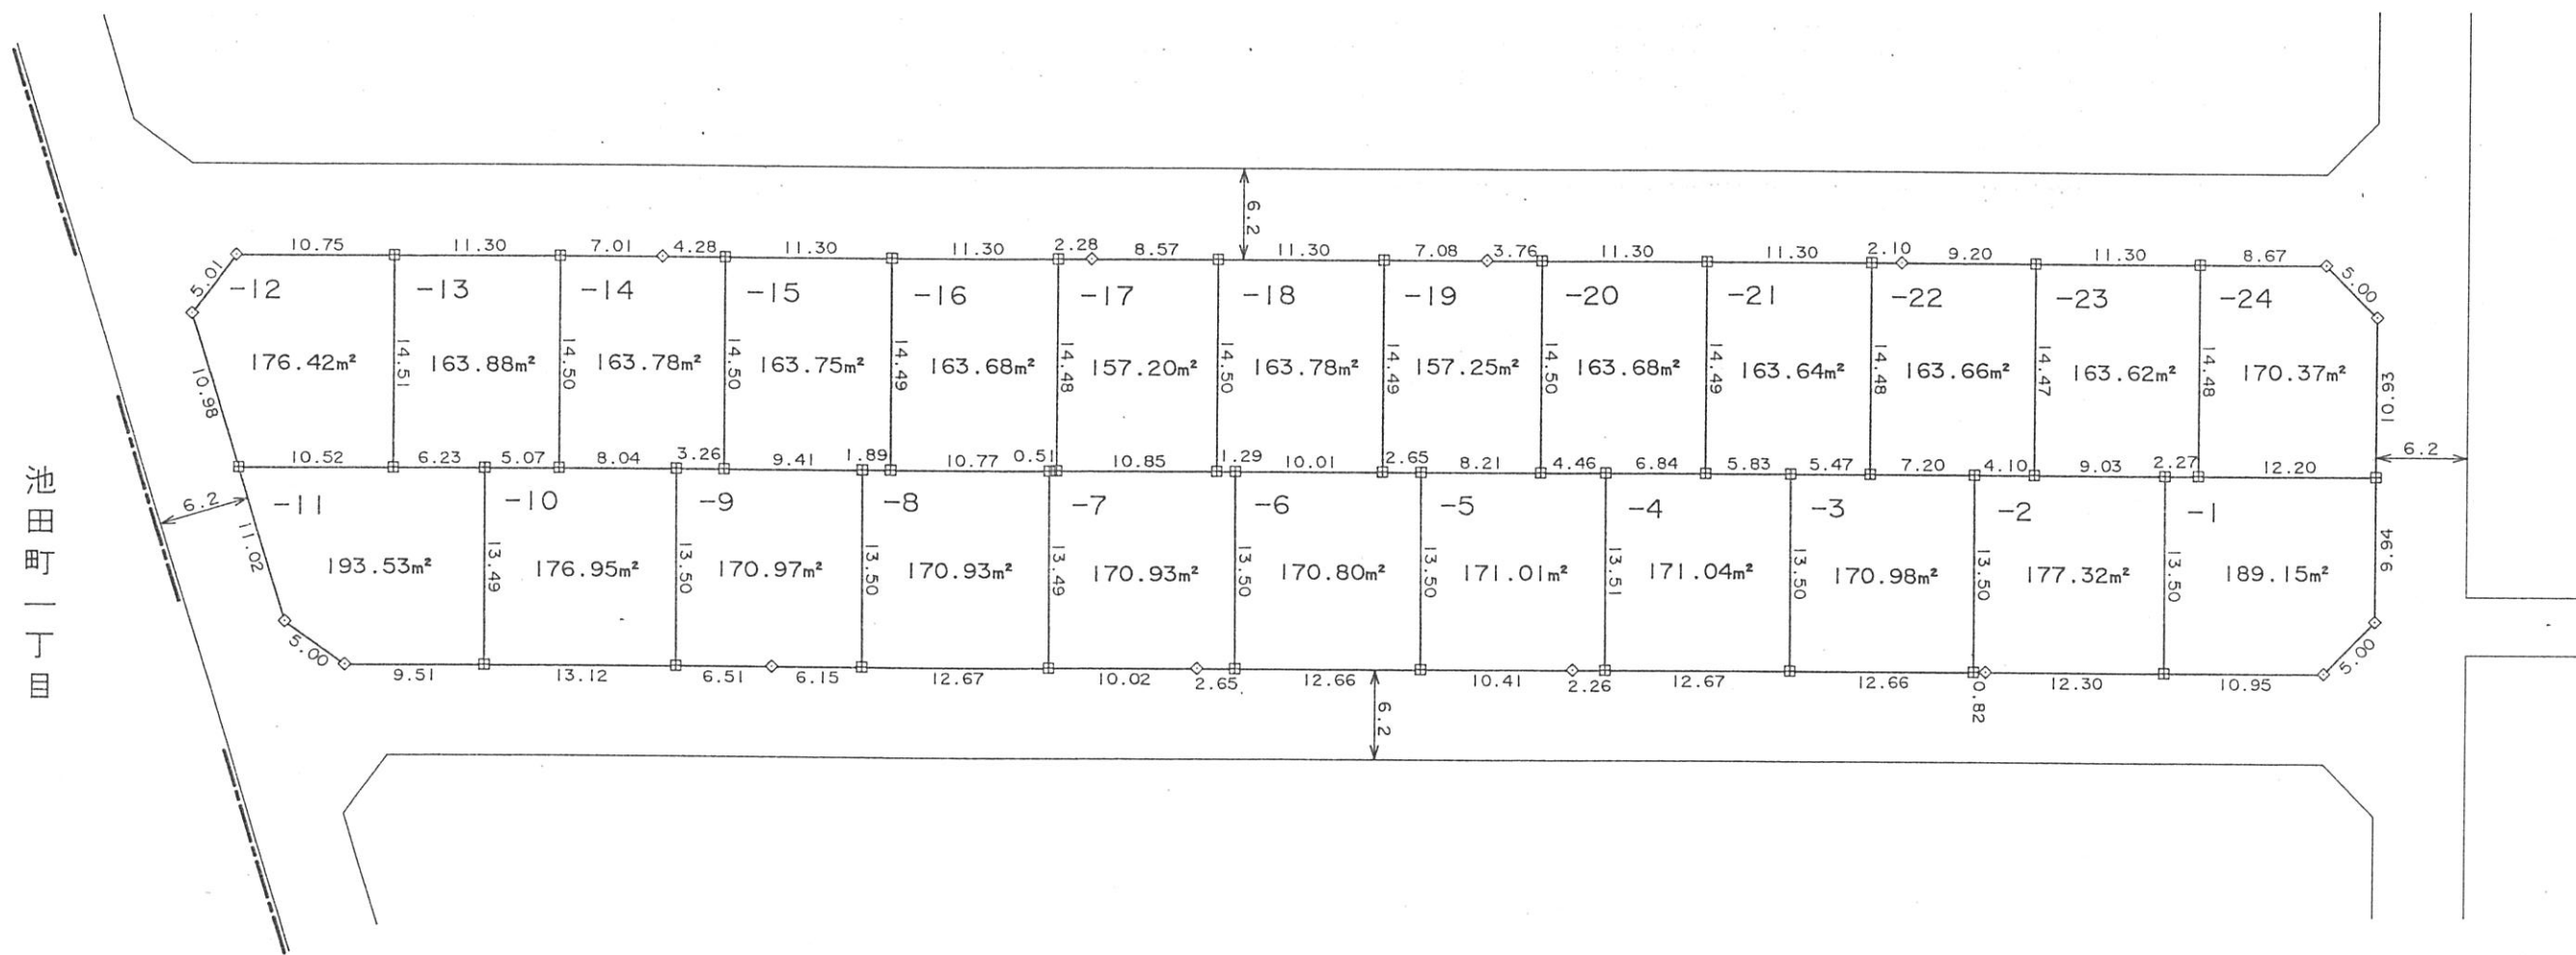 6.2
10.75 11.30 7.01 4.28 11.30 11.30 2.28 8.57 11.30 7.08 3.76 11.30 11.30 2.10 9.20 11.30 8.67
5.01 5.00
-12 -13 -14 -15 -16 -17 -18 -19 -20 -21 -22 -23 -24
176.42m² 163.88m² 163.78m² 163.75m² 163.68m² 157.20m² 163.78m² 157.25m² 163.68m² 163.64m² 163.66m² 163.62m² 170.37m²
10.98 14.51 14.50 14.50 14.49 14.48 14.50 14.49 14.50 14.49 14.48 14.47 14.48 10.93
10.52 6.23 5.07 8.04 3.26 9.41 1.89 10.77 0.51 10.85 1.29 10.01 2.65 8.21 4.46 6.84 5.83 5.47 7.20 4.10 9.03 2.27 12.20
6.2
6.2
-11 -10 -9 -8 -7 -6 -5 -4 -3 -2 -1
193.53m² 176.95m² 170.97m² 170.93m² 170.93m² 170.80m² 171.01m² 171.04m² 170.98m² 177.32m² 189.15m²
11.02 13.49 13.50 13.50 13.49 13.50 13.50 13.51 13.50 13.50 13.50 9.94
5.00 5.00
9.51 13.12 6.51 6.15 12.67 10.02 2.65 12.66 10.41 2.26 12.67 12.66 0.82 12.30 10.95
6.2
池田町一丁目